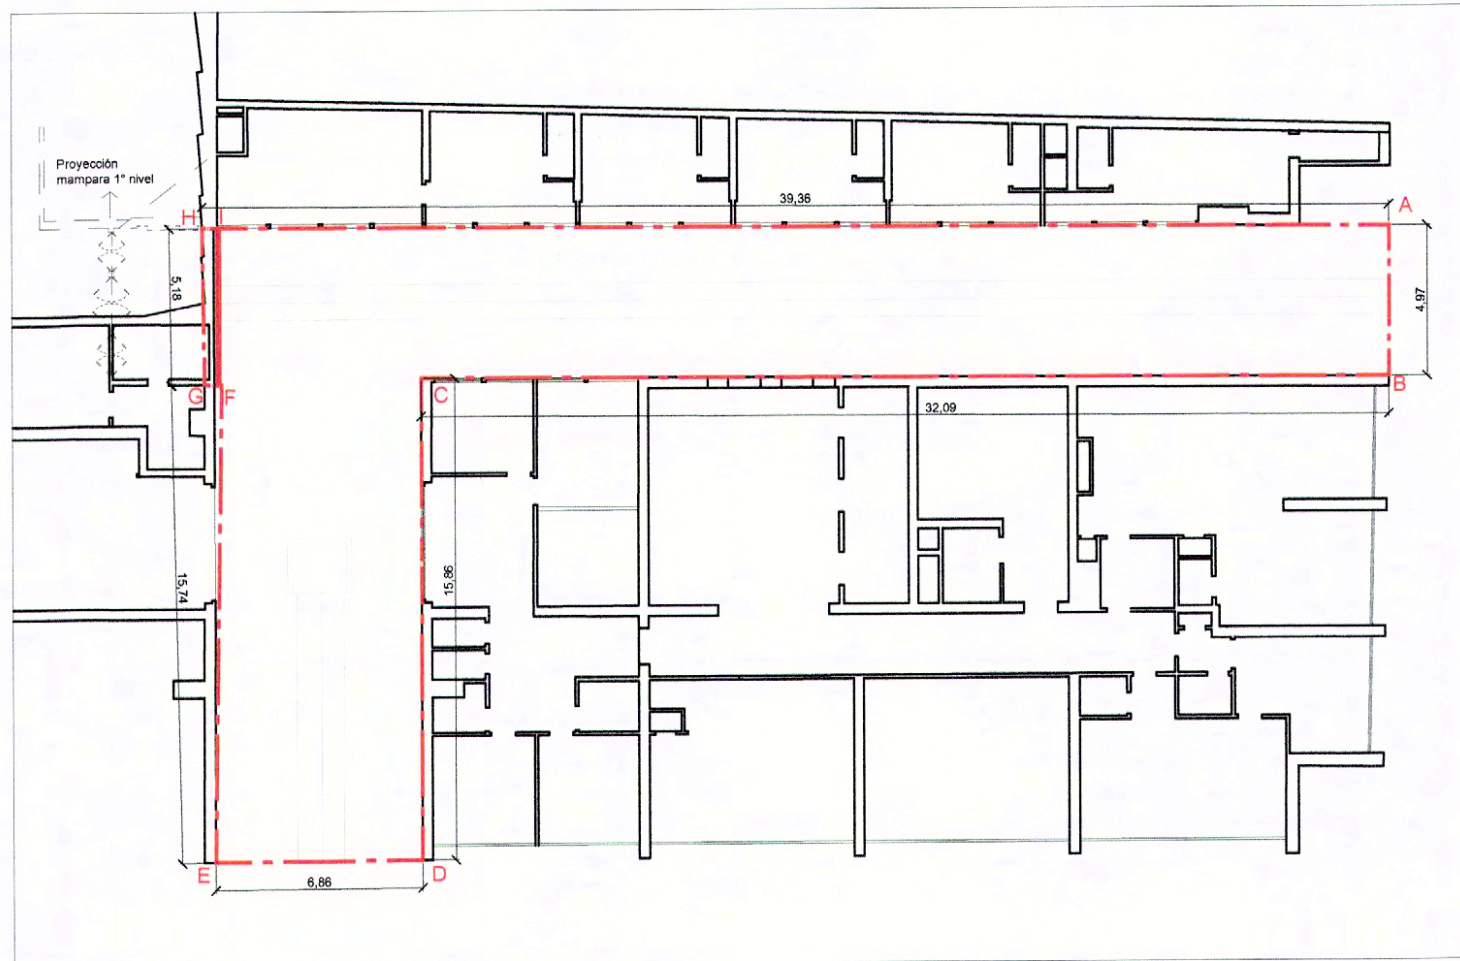 Proyección
mampara 1° nivel
39,36
H
A
5,18
4,97
G
F
C
B
32,09
15,74
15,86
E
D
6,86